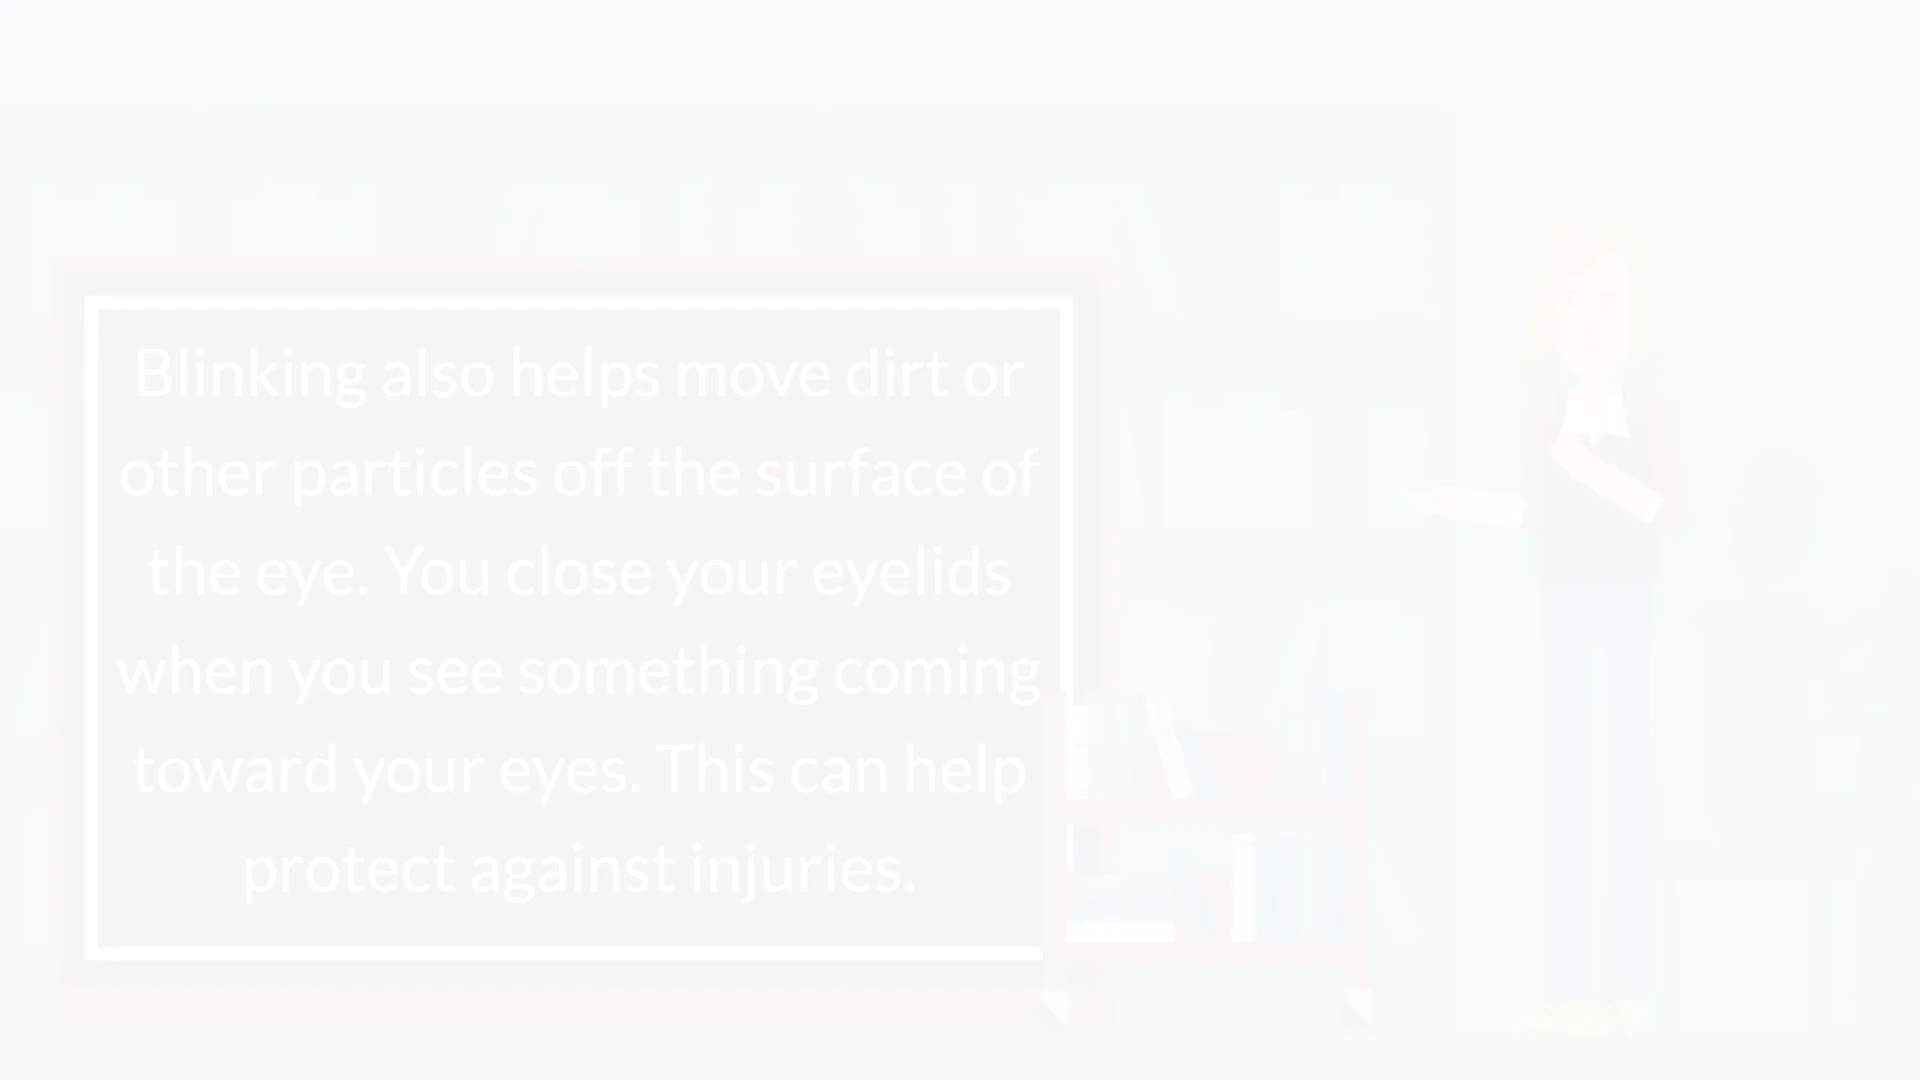 Blinking also helps move dirt or
other particles off the surface of
the eye. You close your eyelids
when you see something coming
toward your eyes. This can help
protect against injuries.